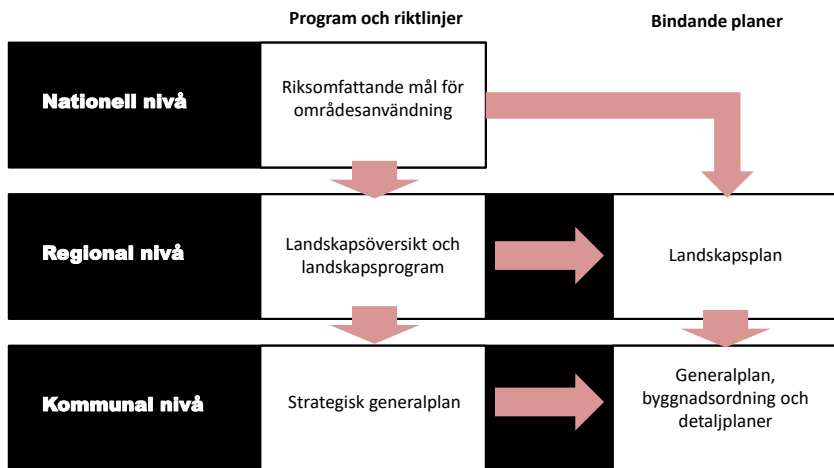 Program och riktlinjer
Bindande planer
Nationell nivå
Riksomfattande mål för
områdesanvändning
Regional nivå
Landskapsöversikt och
landskapsprogram
Landskapsplan
Kommunal nivå
Strategisk generalplan
Generalplan,
byggnadsordning och
detaljplaner